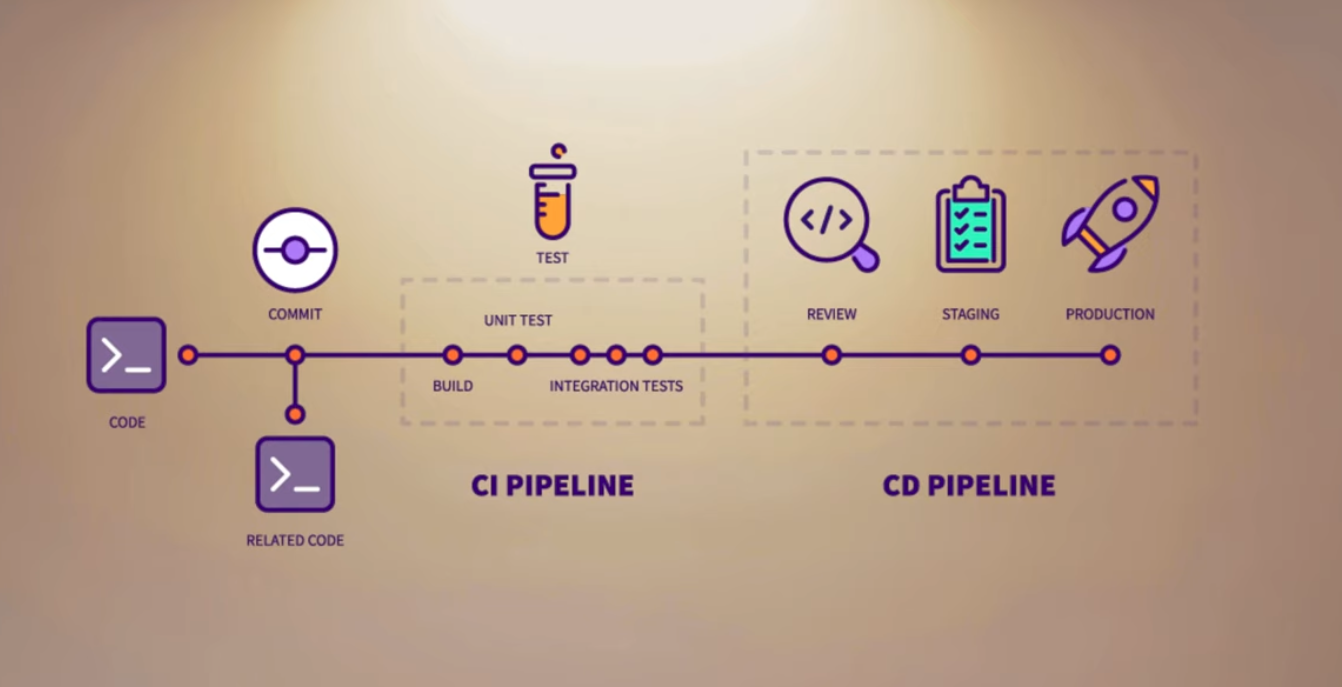 TEST
COMMIT
UNIT TEST
REVIEW
STAGING
PRODUCTION
CODE
BUILD
INTEGRATION TESTS
RELATED CODE
CI PIPELINE
CD PIPELINE